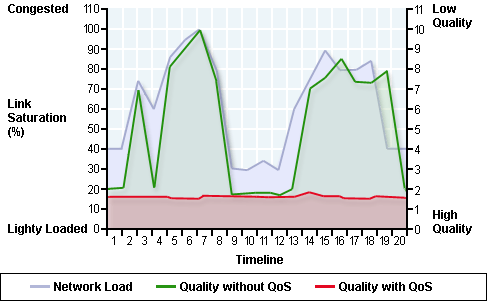 Congested
110
100
90
80
70
60
50
40
30
20
10
0
Link
Saturation
(%)
Lighty Loaded
11
10
9
8
7
6
5
4
3
2
1
0
Low
Quality
High
Quality
1 2 3 4 5 6 7 8 9 10 11 12 13 14 15 16 17 18 19 20
Timeline
Network Load Quality without QoS Quality with QoS